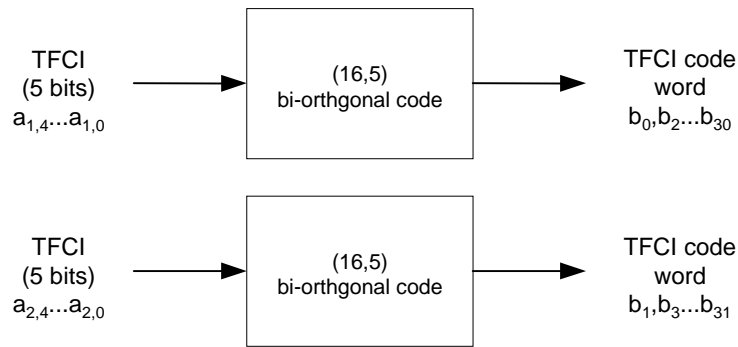 TFCI
(5 bits)
a1,4...a1,0
(16,5)
bi-orthgonal code
TFCI code
word
b0,b2...b30
TFCI
(5 bits)
a2,4...a2,0
(16,5)
bi-orthgonal code
TFCI code
word
b1,b3...b31